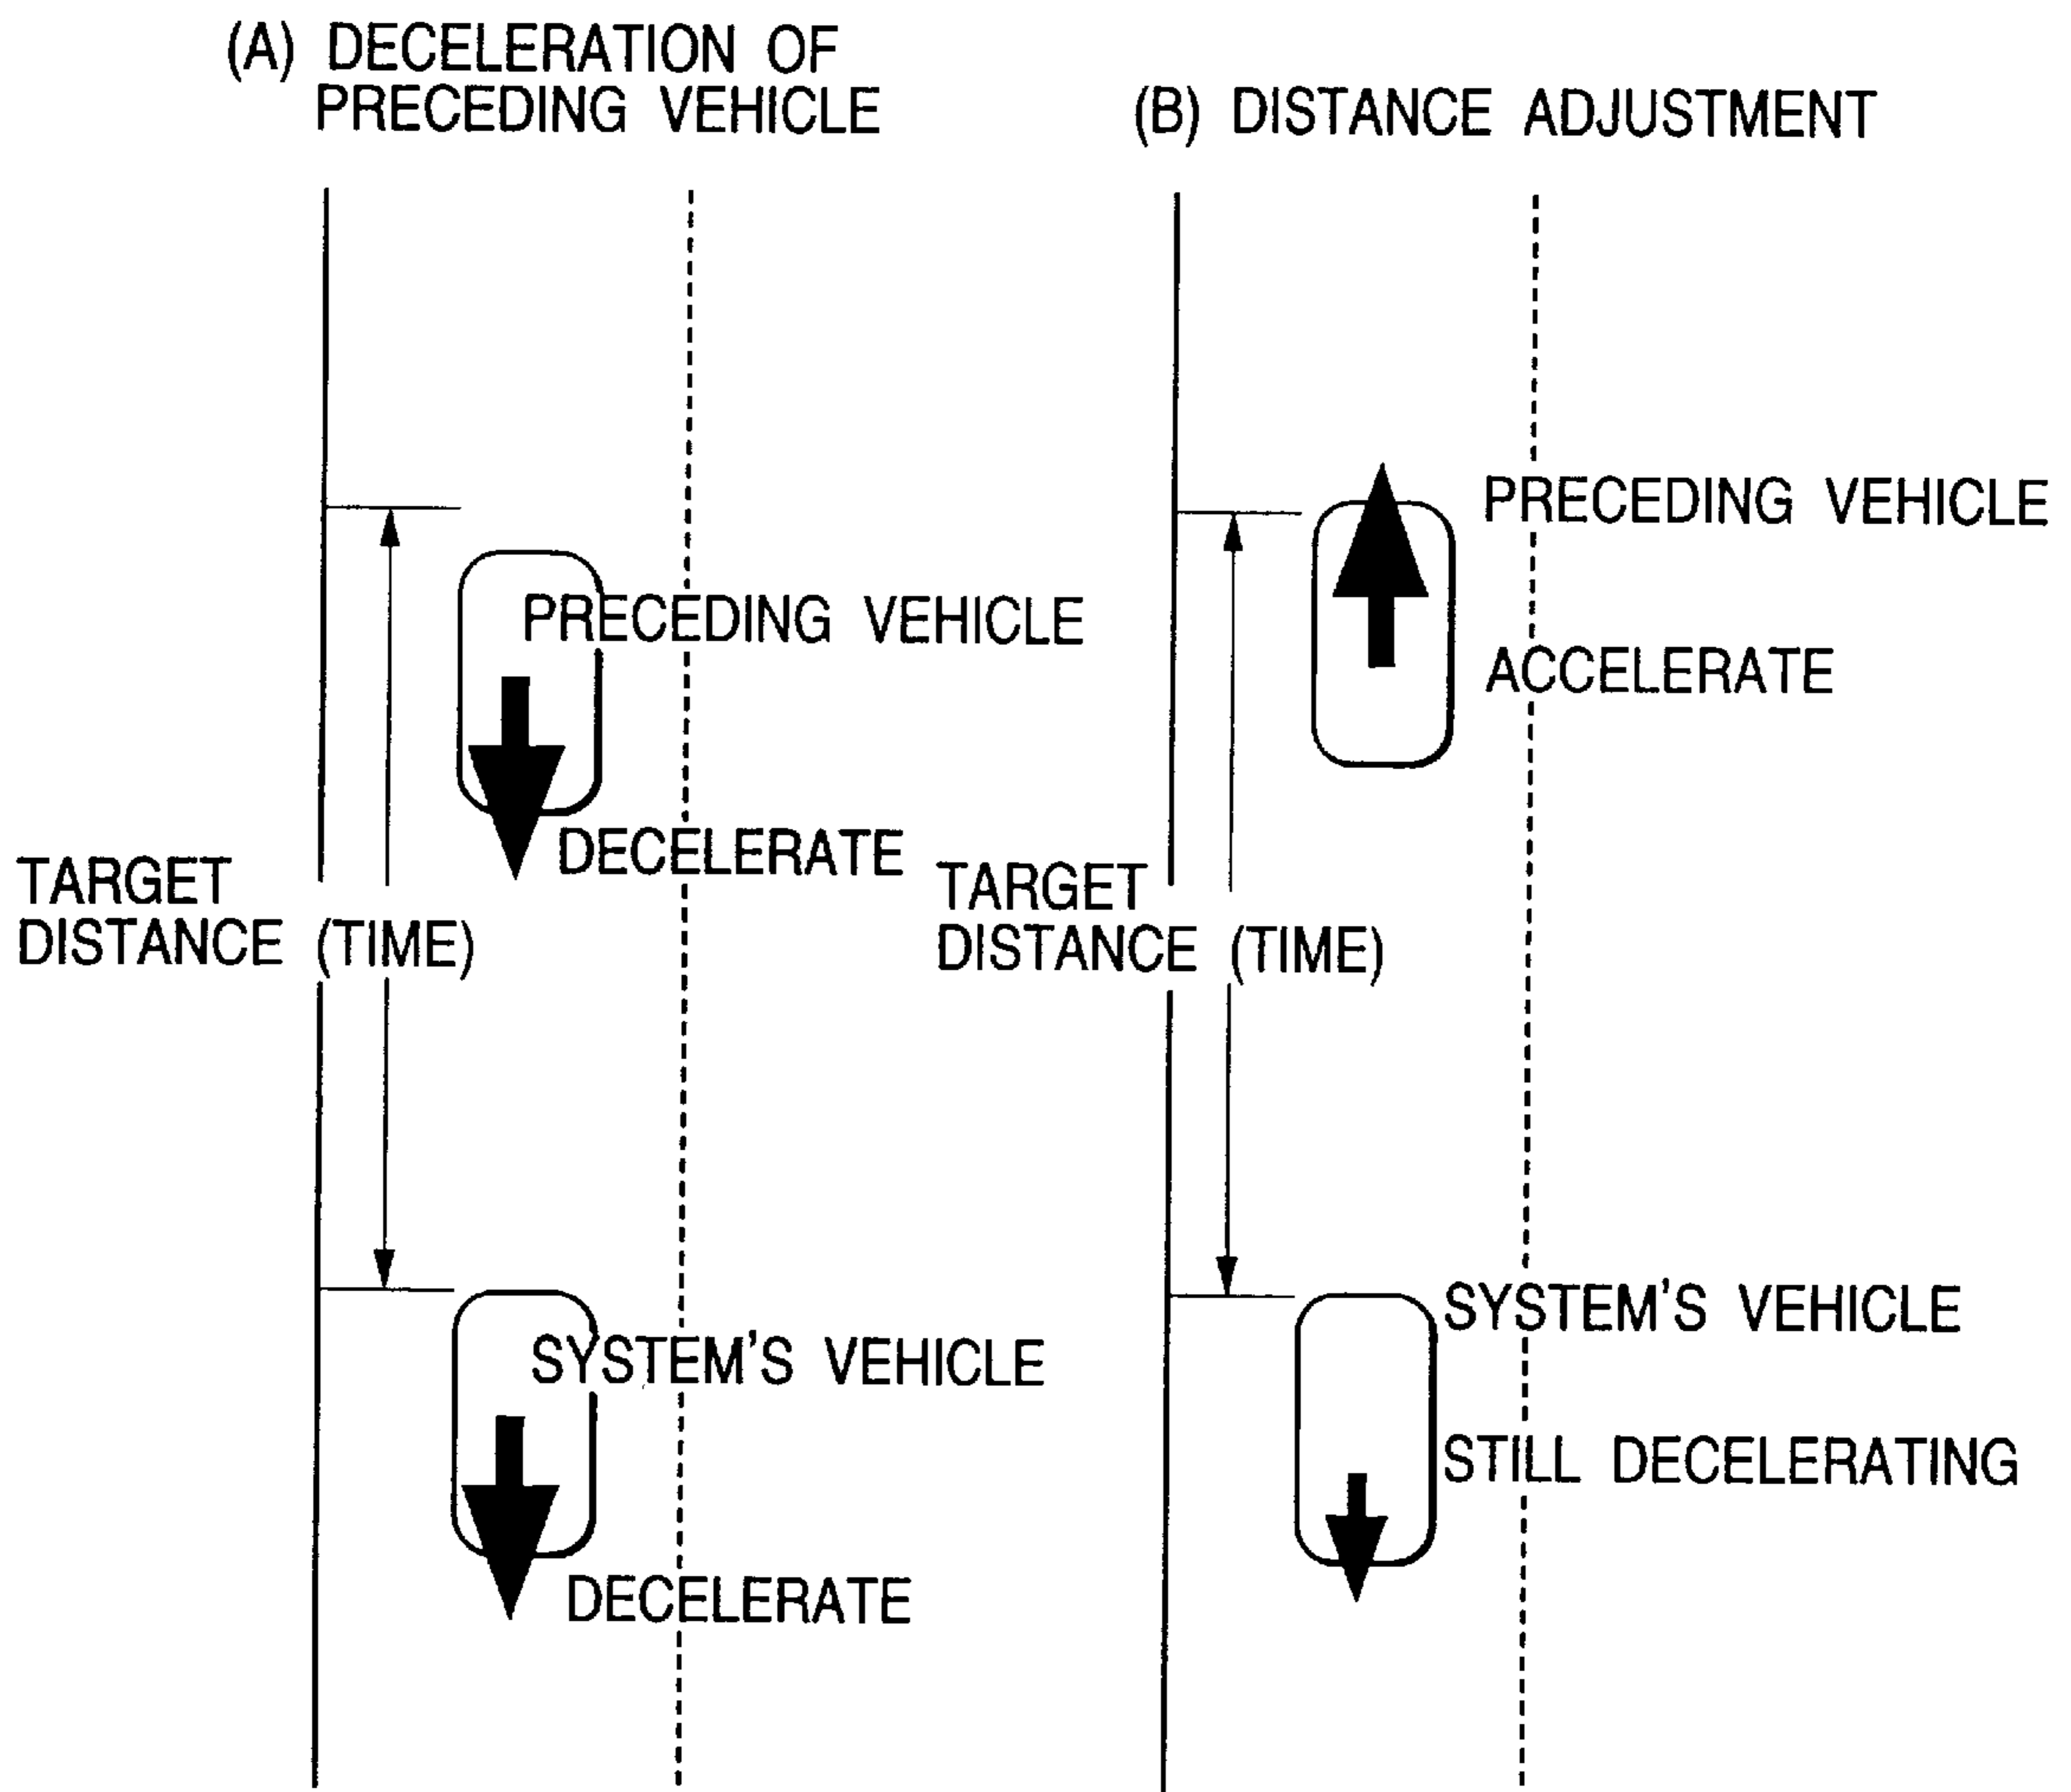 (A) DECELERATION OF
PRECEDING VEHICLE
PRECEDING VEHICLE
DECELERATE
TARGET
DISTANCE (TIME)
SYSTEM'S VEHICLE
DECELERATE
(B) DISTANCE ADJUSTMENT
PRECEDING VEHICLE
ACCELERATE
TARGET
DISTANCE (TIME)
SYSTEM'S VEHICLE
STILL DECELERATING